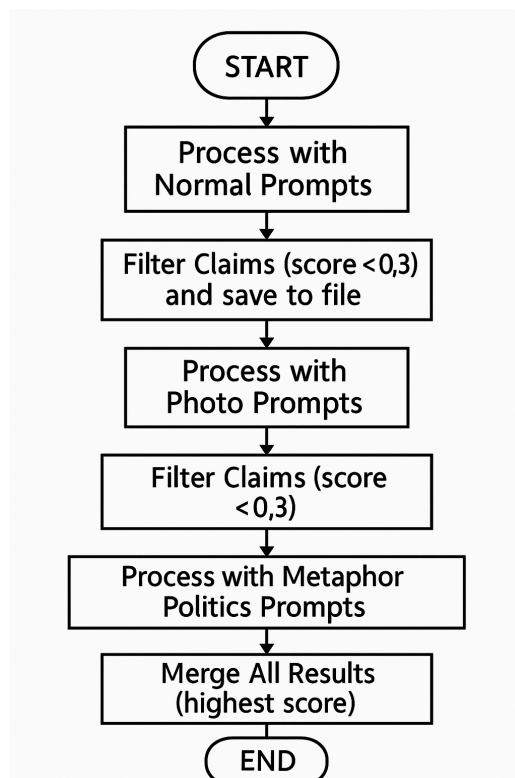 START
Process with
Normal Prompts
Filter Claims (score <0,3)
and save to file
Process with
Photo Prompts
Filter Claims (score
<0,3)
Process with Metaphor
Politics Prompts
Merge All Results
(highest score)
END